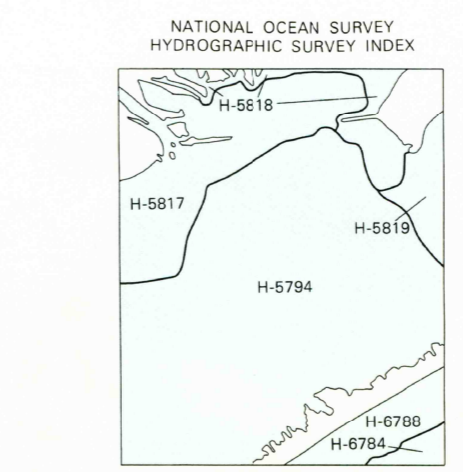 NATIONAL OCEAN SURVEY
HYDROGRAPHIC SURVEY INDEX
H-5818
H-5817
H-5819
H-5794
H-6788
H-6784